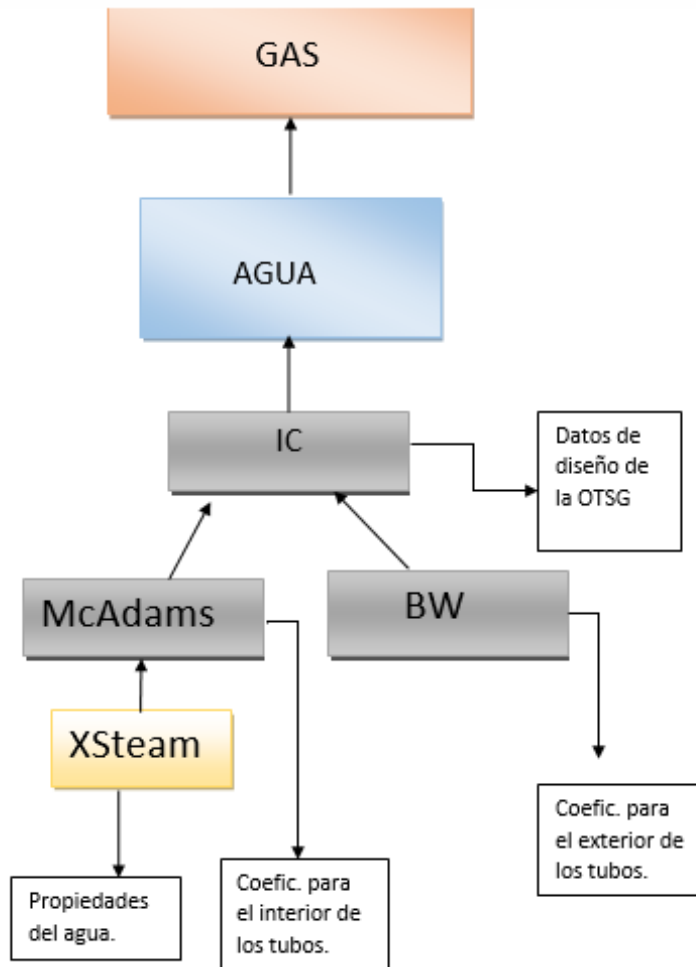 GAS
AGUA
IC
Datos de
diseño de
la OTSG
McAdams
BW
XSteam
Propiedades
del agua.
Coefic. para
el interior de
los tubos.
Coefic. para
el exterior de
los tubos.